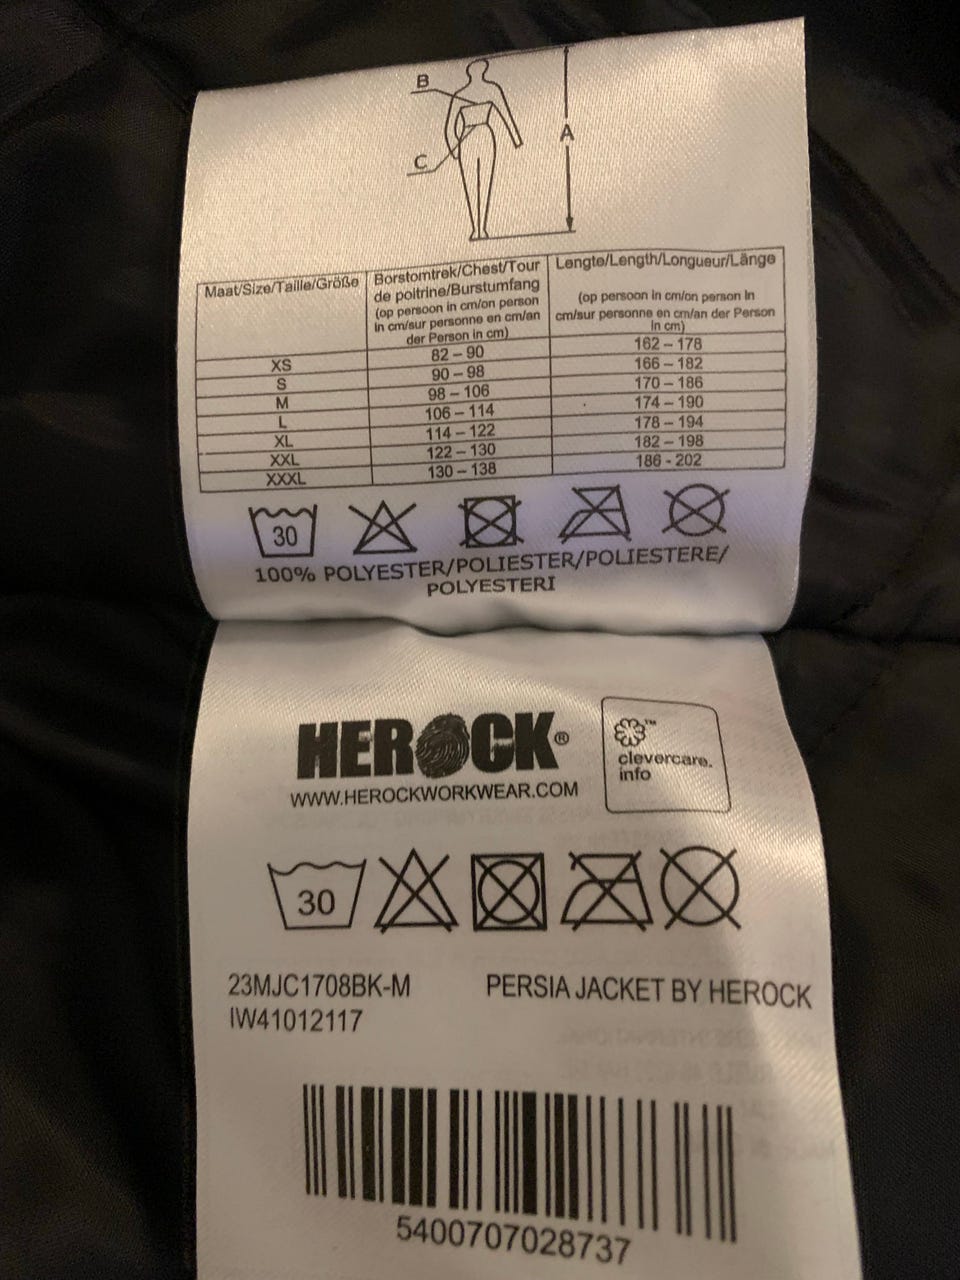 B
A
C
Maat/Size/Taille/Größe
Borstomtrek/Chest/Tour
de poitrine/Burstumfang
(op persoon in cm/on person
in cm/sur personne en cm/an
der Person in cm)
Lengte/Length/Longueur/Länge
(op persoon in cm/on person in
cm/sur personne en cm/an der Person
in cm)
XS 82 – 90 162 – 178
S 90 – 98 166 – 182
M 98 – 106 170 – 186
L 106 – 114 174 – 190
XL 114 – 122 178 – 194
XXL 122 – 130 182 – 198
XXXL 130 – 138 186 - 202
30
100% POLYESTER/POLIESTER/POLIESTERE/
POLYESTERI
HEROCK®
WWW.HEROCKWORKWEAR.COM
™
clevercare.
info
30
23MJC1708BK-M PERSIA JACKET BY HEROCK
IW41012117
5400707028737